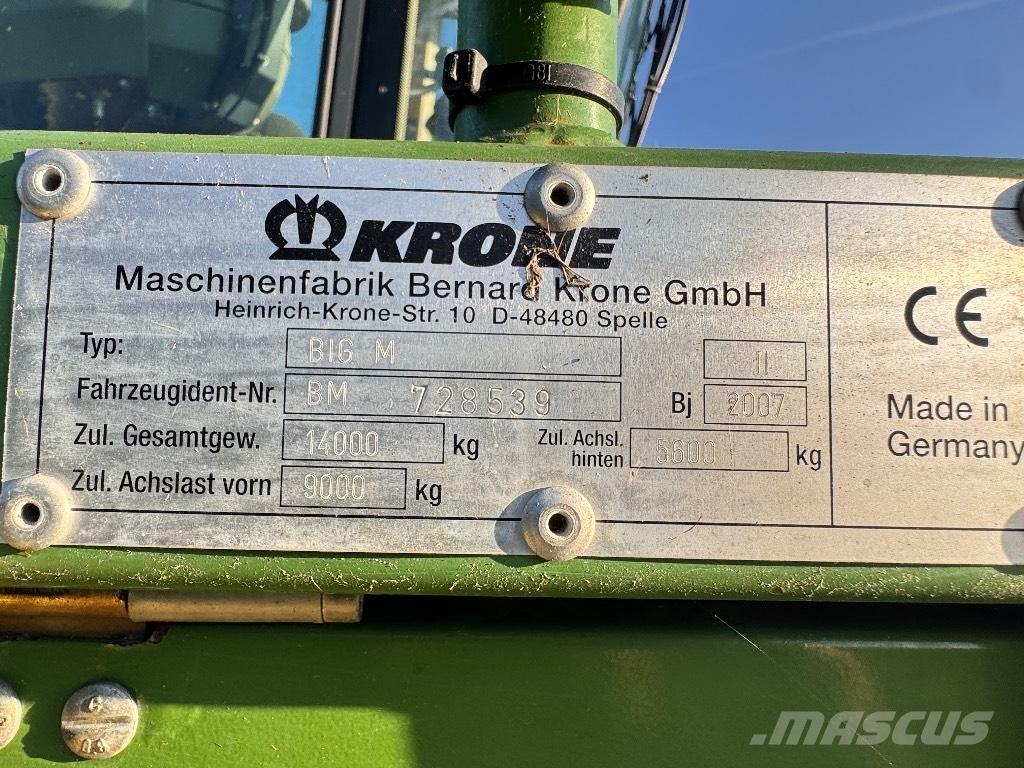 KRONE
Maschinenfabrik Bernard Krone GmbH
Heinrich-Krone-Str. 10 D-48480 Spelle
Typ: BIG M II
Fahrzeugident-Nr. BM 728539 Bj 2007
Zul. Gesamtgew. 14000 kg Zul. Achsl. hinten 5600 kg
Zul. Achslast vorn 9000 kg
CE
Made in
Germany
MASCUS